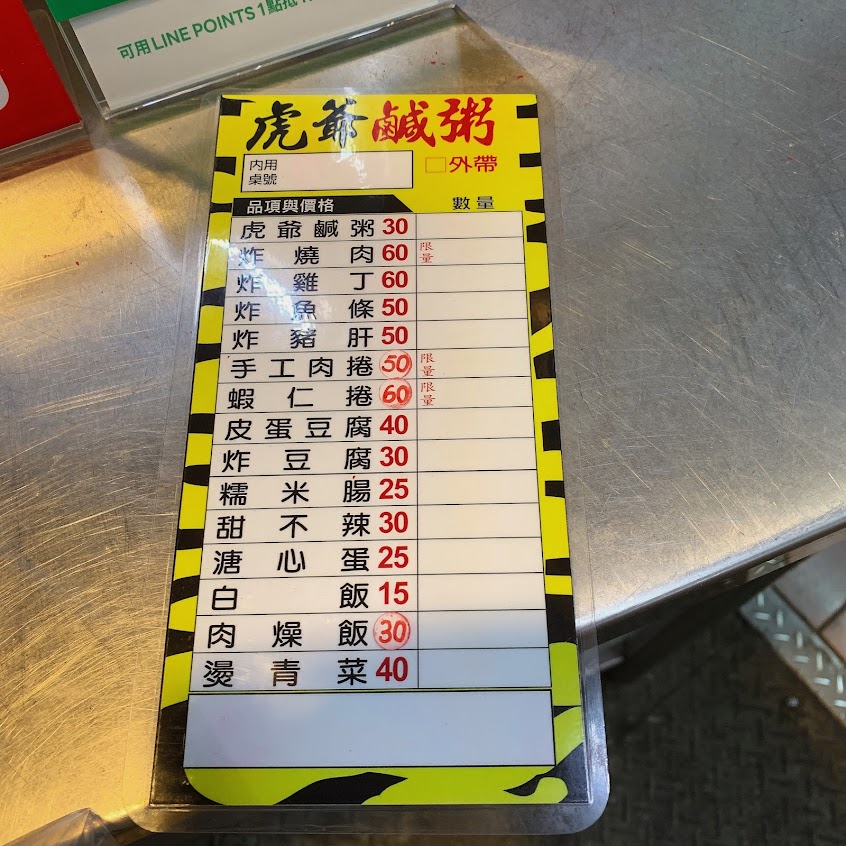 可用 LINE POINTS 1點抵
虎爺鹹粥
內用
桌號
□外帶
品項與價格 數量
虎爺鹹粥 30
炸燒肉 60 限量
炸雞丁 60
炸魚條 50
炸豬肝 50
手工肉捲 50 限量
蝦仁捲 60 限量
皮蛋豆腐 40
炸豆腐 30
糯米腸 25
甜不辣 30
溏心蛋 25
白飯 15
肉燥飯 30
燙青菜 40